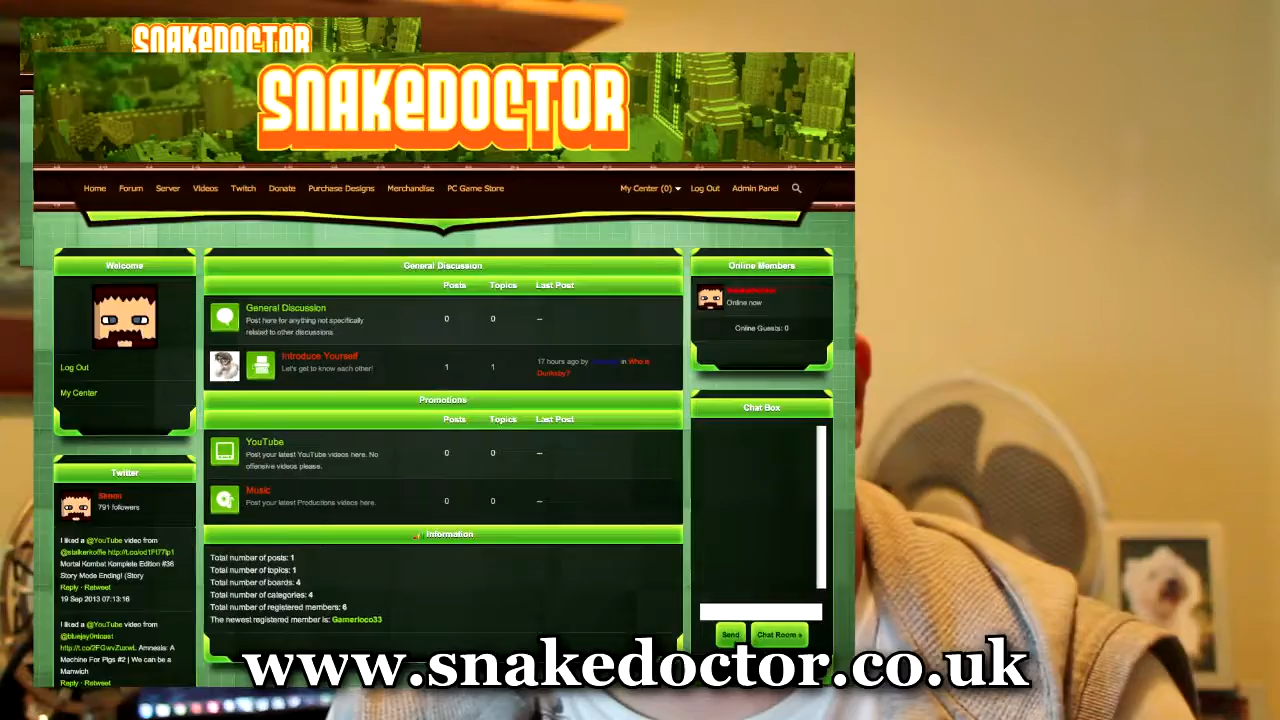 SNAKEDOCTOR
SNAKEDOCTOR
Home Forum Server Videos Twitch Donate Purchase Designs Merchandise PC Game Store My Center (0) Log Out Admin Panel
Welcome
Log Out
My Center
Twitter
Simon
791 followers
I liked a @YouTube video from
@stalkerkoffie
Mortal Kombat Komplete Edition #36
Story Mode Ending! (Story
Reply · Retweet
19 Sep 2013 07:13:16
I liked a @YouTube video from
@bluejay0ntoast
Amnesia: A
Machine For Pigs #2 | We can be a
Manwich
Reply · Retweet
General Discussion
Posts Topics Last Post
General Discussion
Post here for anything not specifically
related to other discussions.
0 0 --
Introduce Yourself
Let's get to know each other!
1 1
17 hours ago by in Who is
Dunksby?
Promotions
Posts Topics Last Post
YouTube
Post your latest YouTube videos here. No
offensive videos please.
0 0 --
Music
Post your latest Productions videos here.
0 0 --
Information
Total number of posts: 1
Total number of topics: 1
Total number of boards: 4
Total number of categories: 4
Total number of registered members: 6
The newest registered member is: Gamerloco33
Online Members
Online now
Online Guests: 0
Chat Box
Send Chat Room »
www.snakedoctor.co.uk